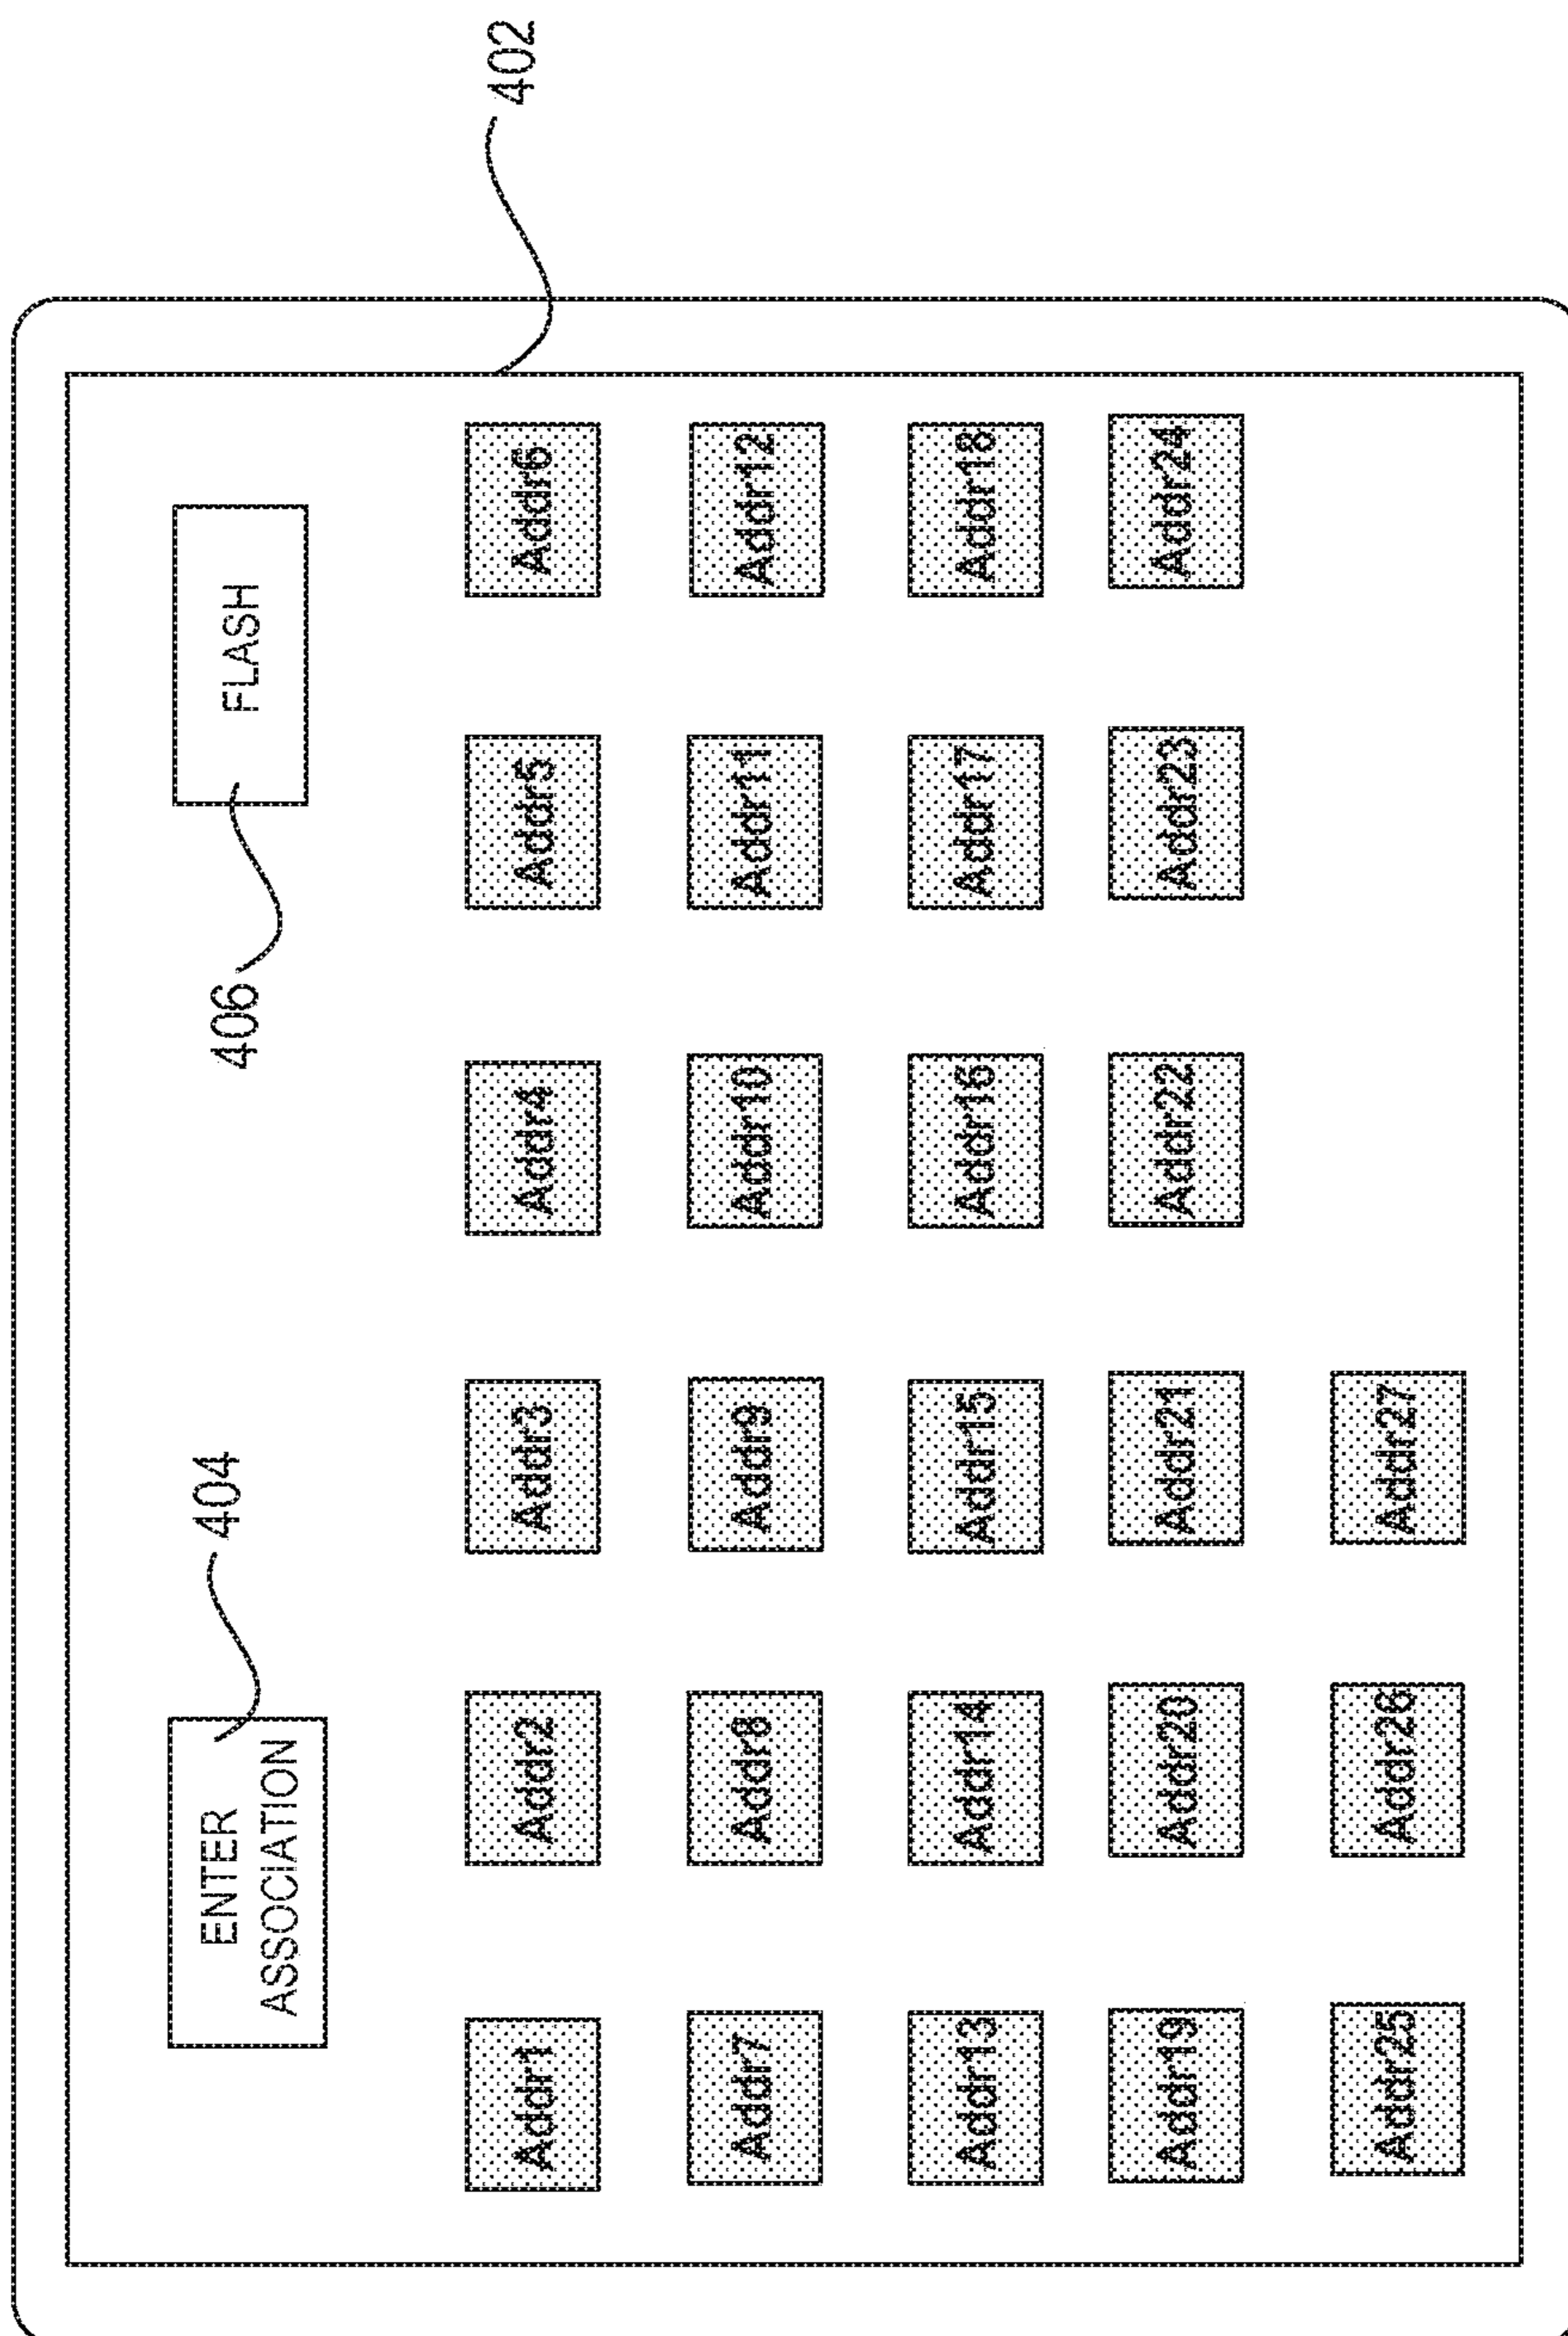 402
ENTER
ASSOCIATION
404
406
FLASH
Addr1
Addr2
Addr3
Addr4
Addr5
Addr6
Addr7
Addr8
Addr9
Addr10
Addr11
Addr12
Addr13
Addr14
Addr15
Addr16
Addr17
Addr18
Addr19
Addr20
Addr21
Addr22
Addr23
Addr24
Addr25
Addr26
Addr27